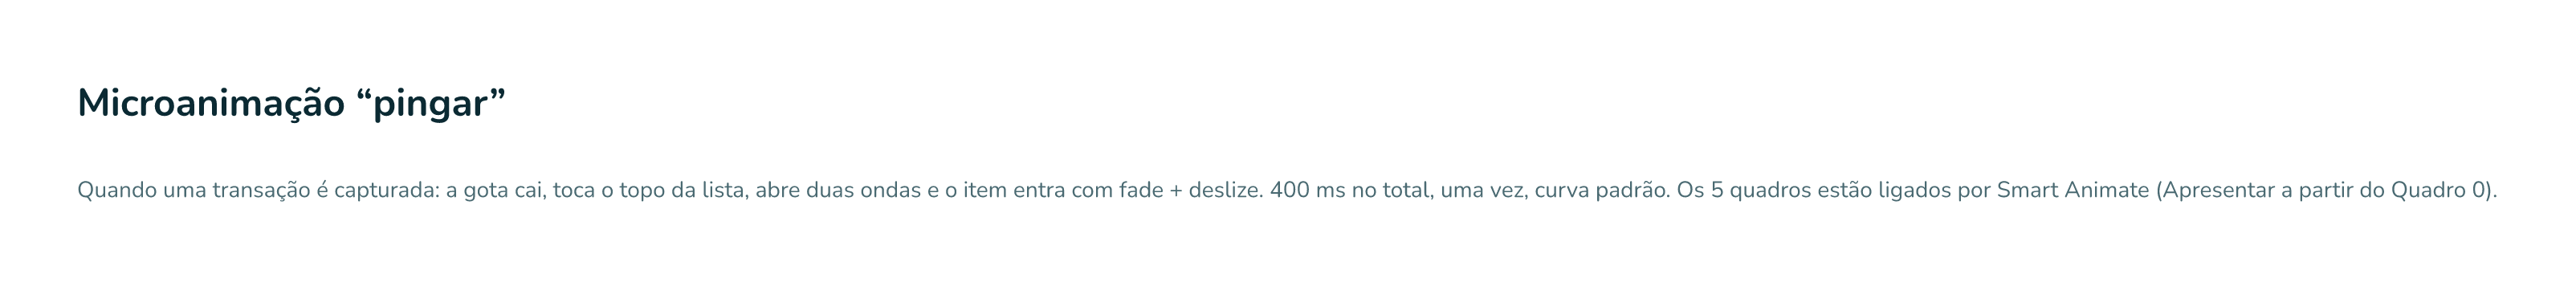 Microanimação “pingar”
Quando uma transação é capturada: a gota cai, toca o topo da lista, abre duas ondas e o item entra com fade + deslize. 400 ms no total, uma vez, curva padrão. Os 5 quadros estão ligados por Smart Animate (Apresentar a partir do Quadro 0).